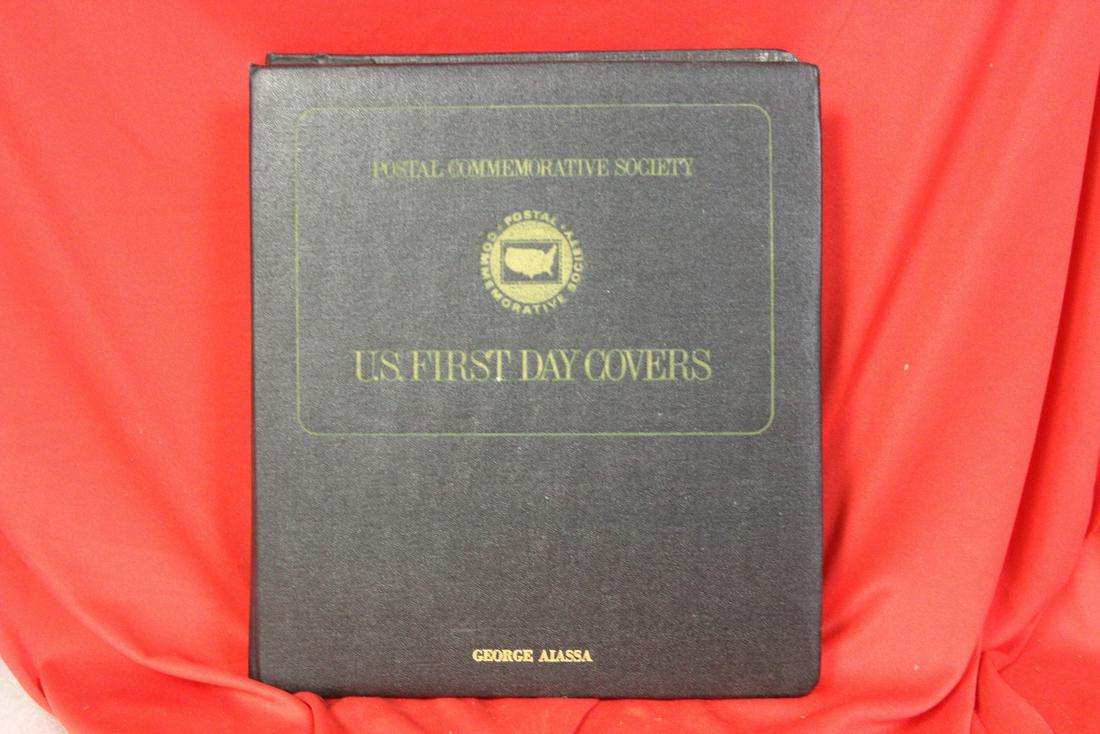 POSTAL COMMEMORATIVE SOCIETY
POSTAL
COMMEMORATIVE SOCIETY
U.S. FIRST DAY COVERS
GEORGE AIASSA